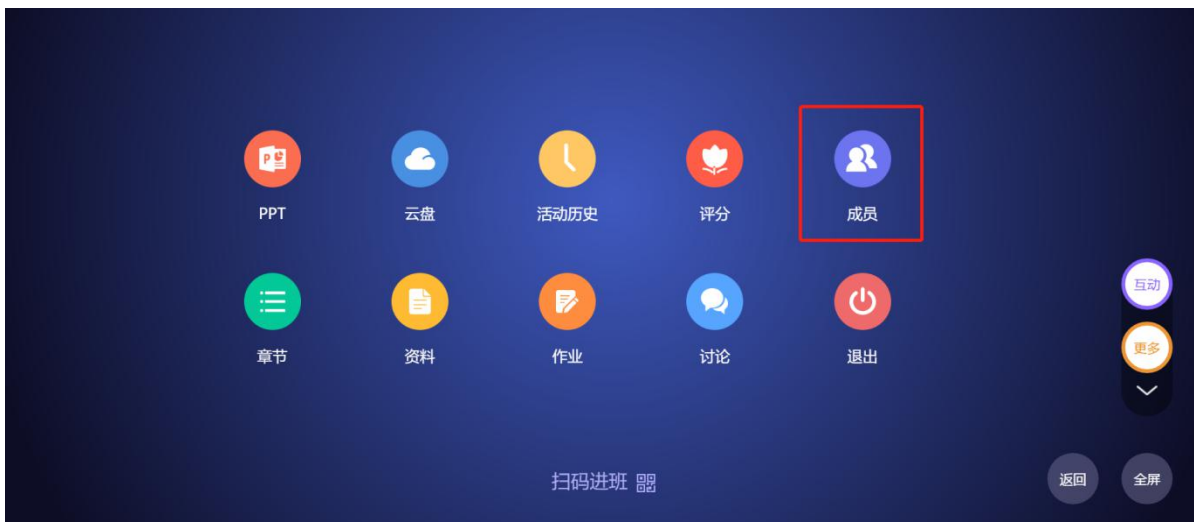 PPT 云盘 活动历史 评分 成员
互动
章节 资料 作业 讨论 退出
更多
扫码进班
返回 全屏